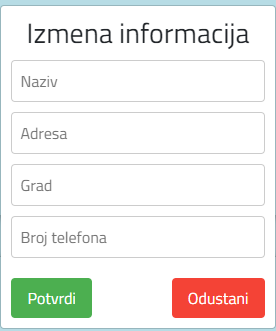 Izmena informacija
Naziv
Adresa
Grad
Broj telefona
Potvrdi Odustani